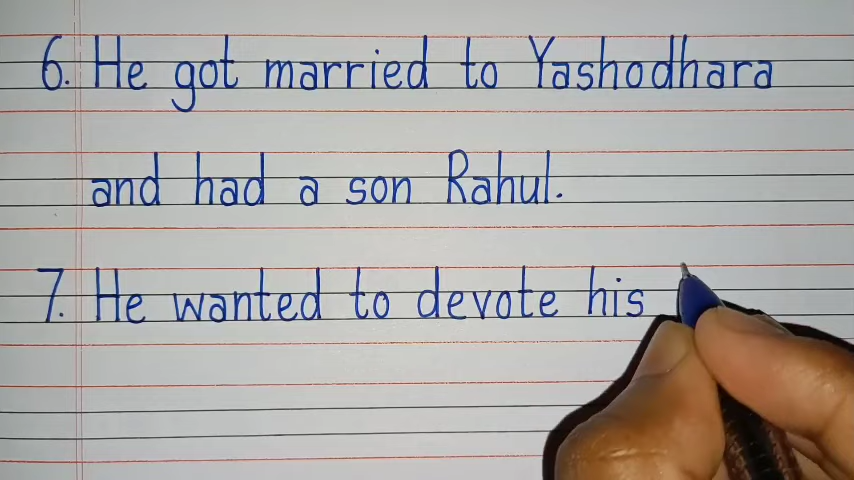 6. He got married to Yashodhara
and had a son Rahul.
7. He wanted to devote his